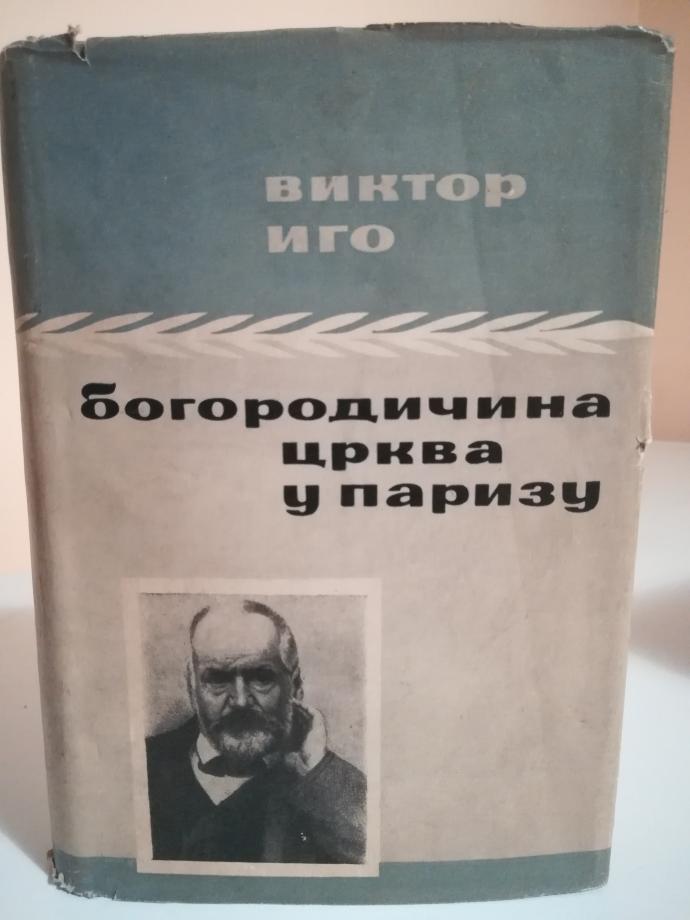 виктор
иго
богородичина
црква
у паризу